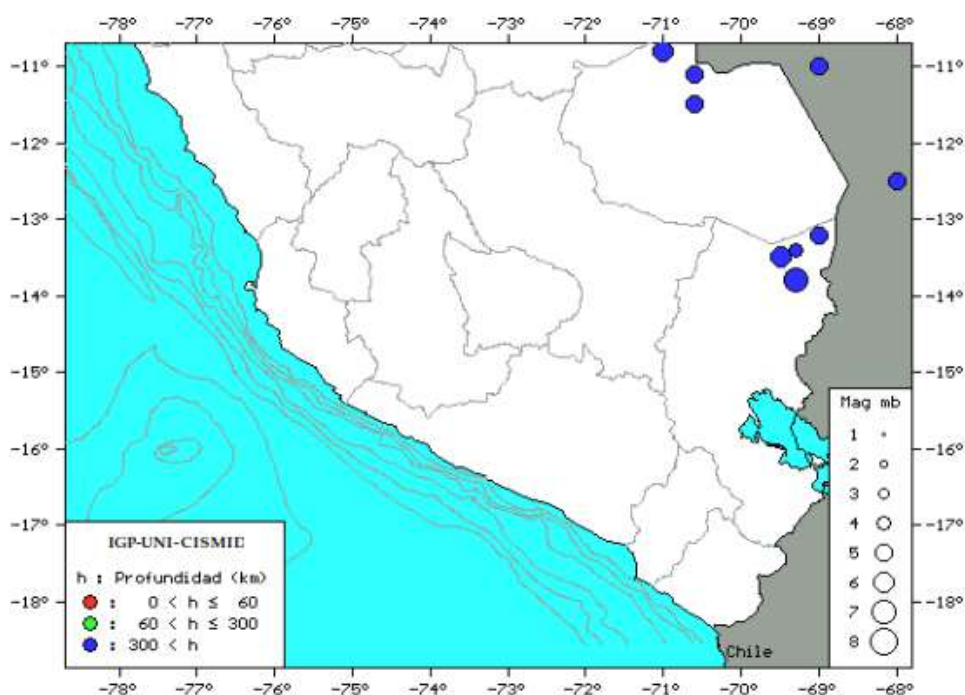 -78° -77° -76° -75° -74° -73° -72° -71° -70° -69° -68°
-11° -11°
-12° -12°
-13° -13°
-14° -14°
-15° -15°
Mag mb
1
-16° -16°
2
3
-17° -17°
4
IGP-UNI-CISMID
5
h : Profundidad (km)
6
: 0 < h ≤ 60
-18° -18°
7
: 60 < h ≤ 300
8
: 300 < h
Chile
-78° -77° -76° -75° -74° -73° -72° -71° -70° -69° -68°